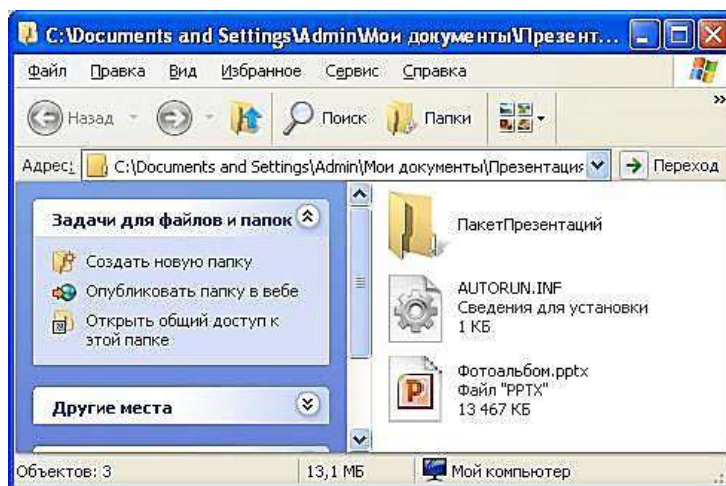 C:\Documents and Settings\Admin\Мои документы\Презент...
Файл Правка Вид Избранное Сервис Справка
Назад Поиск Папки »
Адрес: C:\Documents and Settings\Admin\Мои документы\Презентация Переход
Задачи для файлов и папок
Создать новую папку
Опубликовать папку в вебе
Открыть общий доступ к
этой папке
Другие места
ПакетПрезентаций
AUTORUN.INF
Сведения для установки
1 КБ
Фотоальбом.pptx
Файл "PPTX"
13 467 КБ
Объектов: 3 13,1 МБ Мой компьютер